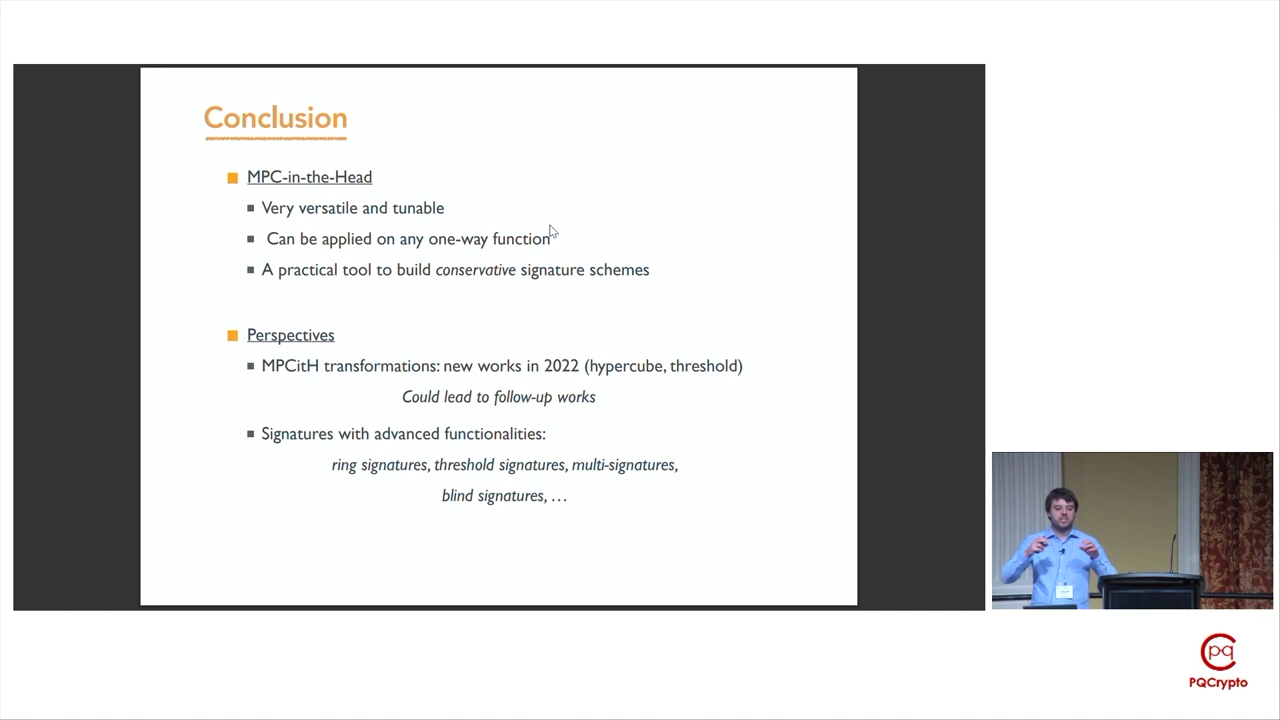 Conclusion
MPC-in-the-Head
Very versatile and tunable
Can be applied on any one-way function
A practical tool to build conservative signature schemes
Perspectives
MPCitH transformations: new works in 2022 (hypercube, threshold)
Could lead to follow-up works
Signatures with advanced functionalities:
ring signatures, threshold signatures, multi-signatures,
blind signatures, …
pq
PQCrypto